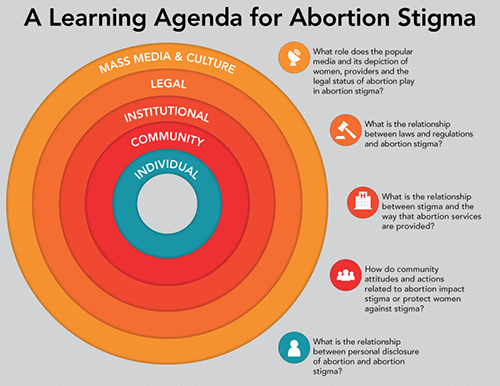 A Learning Agenda for Abortion Stigma
MASS MEDIA & CULTURE
LEGAL
INSTITUTIONAL
COMMUNITY
INDIVIDUAL
What role does the popular
media and its depiction of
women, providers and the
legal status of abortion play
in abortion stigma?
What is the relationship
between laws and regulations
and abortion stigma?
What is the relationship
between stigma and the
way that abortion services
are provided?
How do community
attitudes and actions
related to abortion impact
stigma or protect women
against stigma?
What is the relationship
between personal disclosure
of abortion and abortion
stigma?